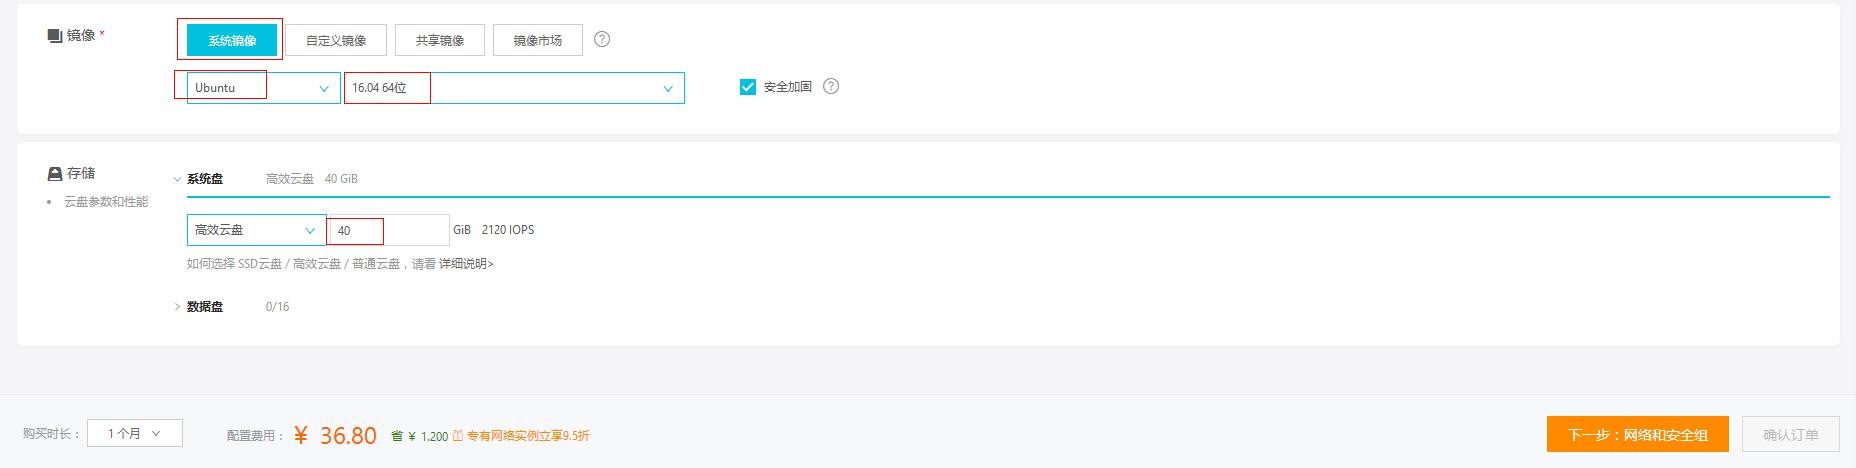 镜像 *
系统镜像 自定义镜像 共享镜像 镜像市场 ?
Ubuntu 16.04 64位 安全加固 ?
存储
系统盘 高效云盘 40 GiB
云盘参数和性能
高效云盘 40 GiB 2120 IOPS
如何选择 SSD云盘 / 高效云盘 / 普通云盘，请看 详细说明>
数据盘 0/16
购买时长： 1 个月 配置费用： ¥ 36.80 省 ¥ 1.200 专有网络实例立享9.5折 下一步：网络和安全组 确认订单